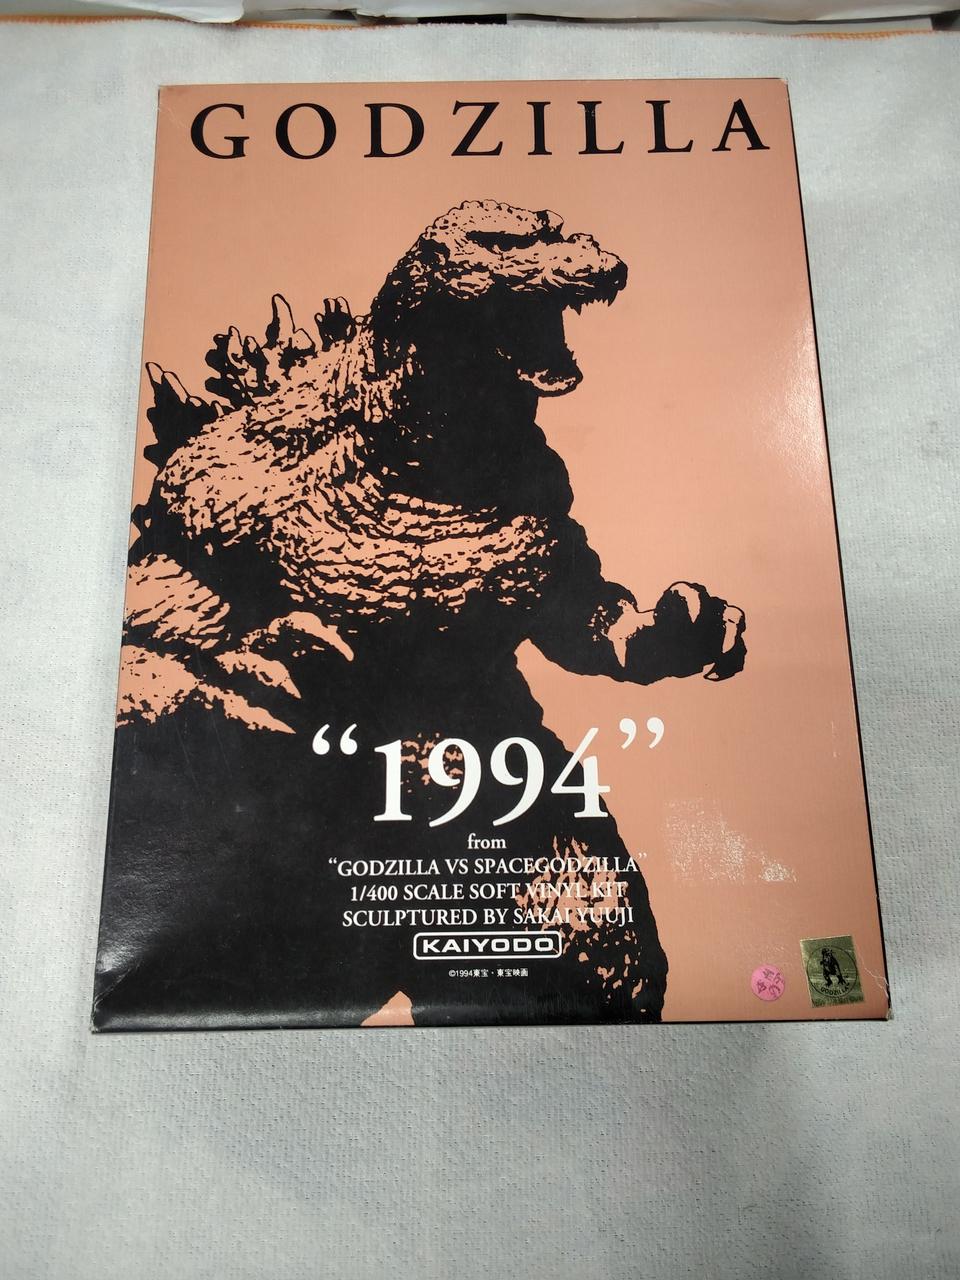 GODZILLA
“1994”
from
“GODZILLA VS SPACEGODZILLA”
1/400 SCALE SOFT VINYL KIT
SCULPTURED BY SAKAI YUUJI
KAIYODO
©1994東宝・東宝映画
GODZILLA